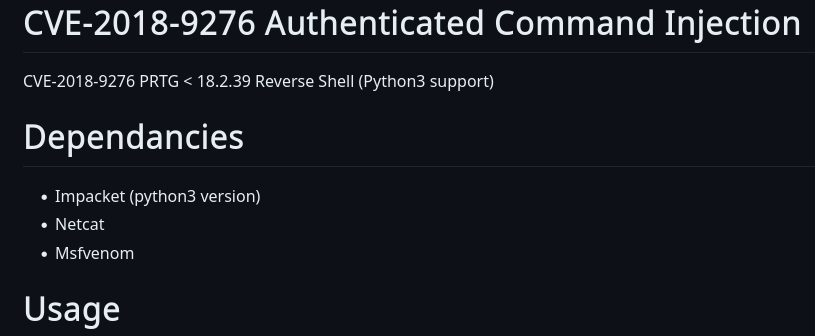 CVE-2018-9276 Authenticated Command Injection
CVE-2018-9276 PRTG < 18.2.39 Reverse Shell (Python3 support)
Dependancies
• Impacket (python3 version)
• Netcat
• Msfvenom
Usage